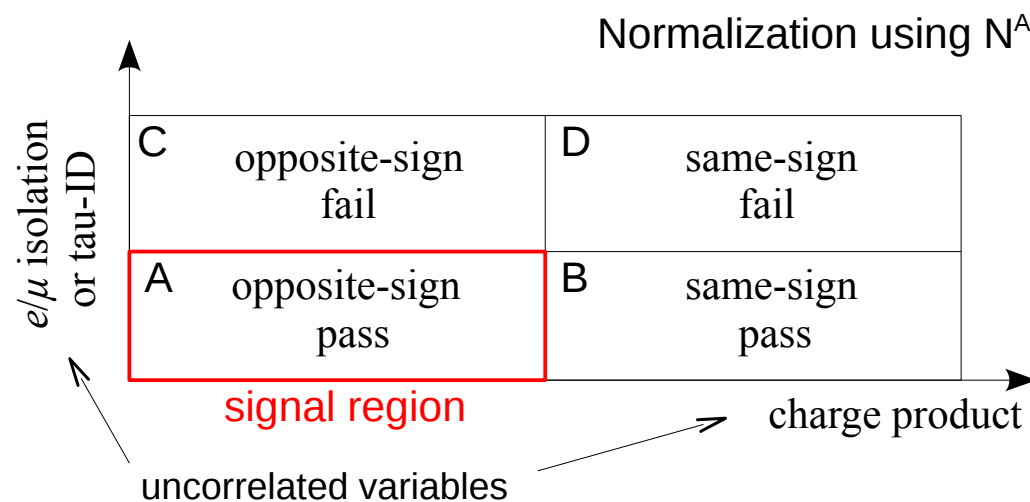 Normalization using N^A
C
opposite-sign
fail
D
same-sign
fail
e/μ isolation
or tau-ID
A
opposite-sign
pass
B
same-sign
pass
signal region
charge product
uncorrelated variables